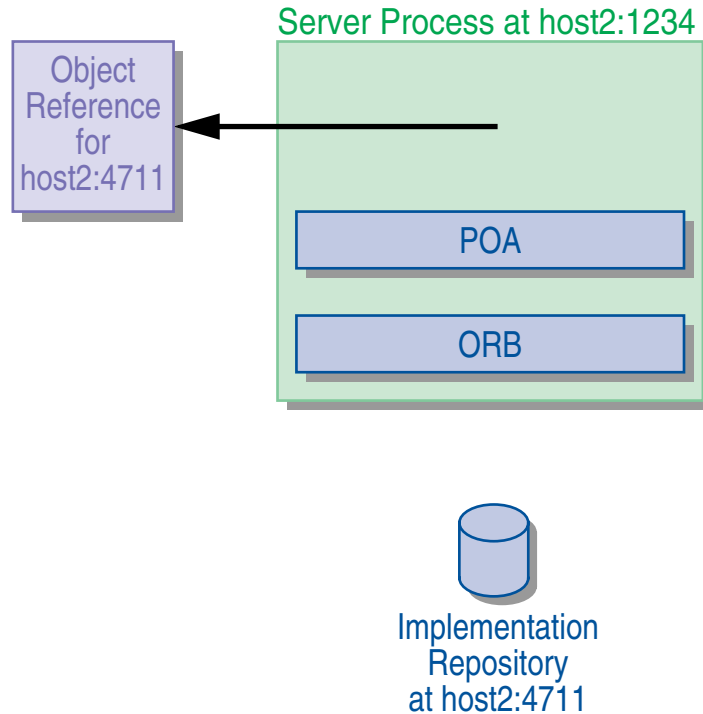 Server Process at host2:1234
Object
Reference
for
host2:4711
POA
ORB
Implementation
Repository
at host2:4711